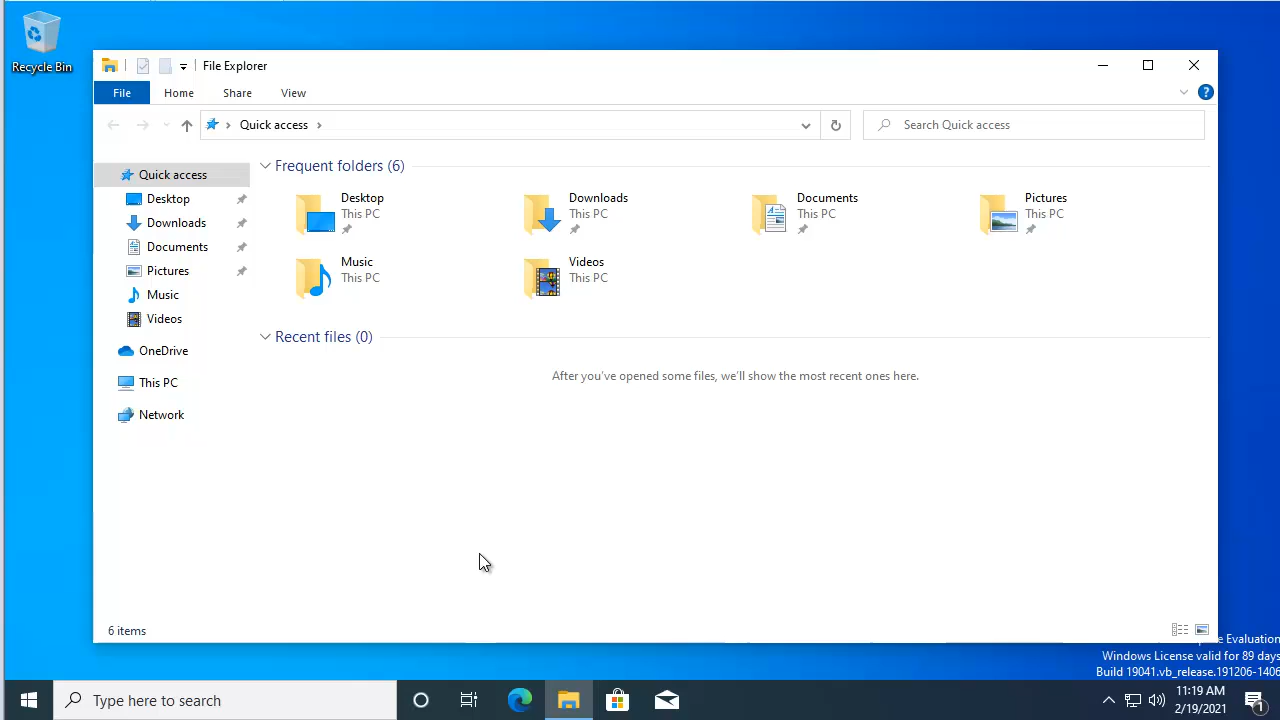 Recycle Bin
File Explorer
File Home Share View
Quick access
Search Quick access
Quick access
Desktop
Downloads
Documents
Pictures
Music
Videos
OneDrive
This PC
Network
Frequent folders (6)
Desktop
This PC
Downloads
This PC
Documents
This PC
Pictures
This PC
Music
This PC
Videos
This PC
Recent files (0)
After you've opened some files, we'll show the most recent ones here.
6 items
Evaluation
Windows License valid for 89 days
Build 19041.vb_release.191206-1406
Type here to search
11:19 AM
2/19/2021
1